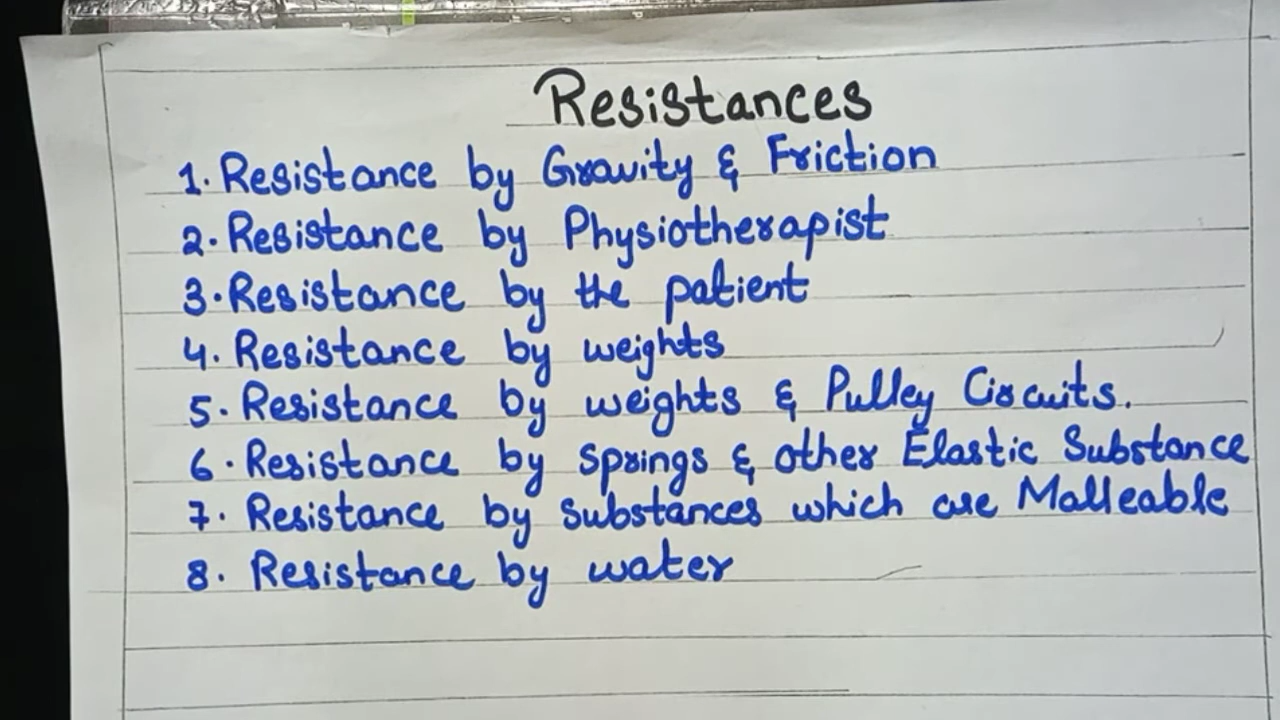 Resistances
1. Resistance by Gravity & Friction
2. Resistance by Physiotherapist
3. Resistance by the patient
4. Resistance by weights
5. Resistance by weights & Pulley Circuits.
6. Resistance by springs & other Elastic Substance
7. Resistance by substances which are Malleable
8. Resistance by water